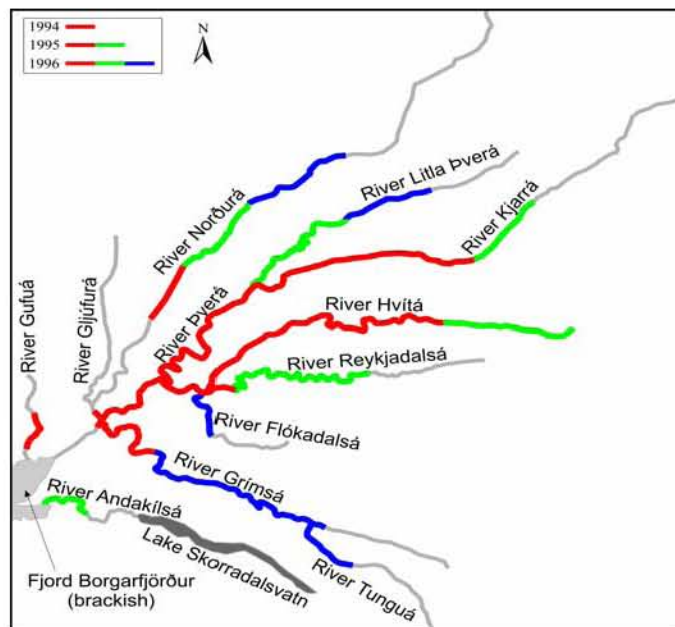 1994
1995
1996
N
River Norðurá
River Litla Þverá
River Kjarrá
River Gufuá
River Gljúfurá
River Þverá
River Hvítá
River Reykjadalsá
River Flókadalsá
River Grímsá
River Andakílsá
Lake Skorradalsvatn
River Tunguá
Fjord Borgarfjörður
(brackish)